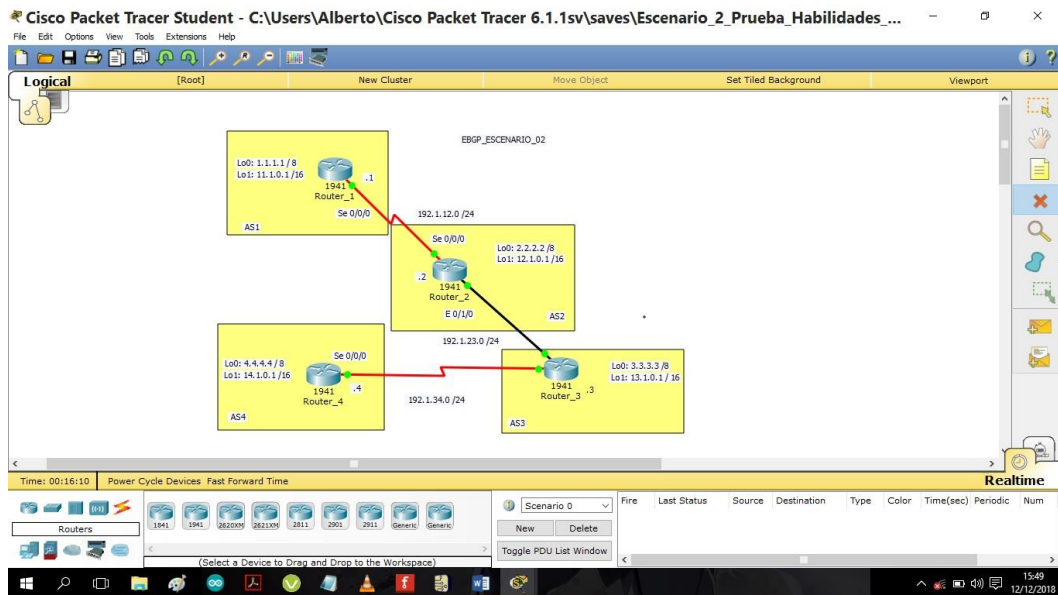 Cisco Packet Tracer Student - C:\Users\Alberto\Cisco Packet Tracer 6.1.1sv\saves\Escenario_2_Prueba_Habilidades_...
File Edit Options View Tools Extensions Help
Logical [Root] New Cluster Move Object Set Tiled Background Viewport
EBGP_ESCENARIO_02
Lo0: 1.1.1.1 / 8
Lo1: 11.1.0.1 /16
.1
1941
Router_1
Se 0/0/0
AS1
192.1.12.0 /24
Se 0/0/0
Lo0: 2.2.2.2 /8
Lo1: 12.1.0.1 /16
.2
1941
Router_2
E 0/1/0
AS2
192.1.23.0 /24
Lo0: 4.4.4.4 / 8
Lo1: 14.1.0.1 /16
Se 0/0/0
1941
Router_4
.4
AS4
192.1.34.0 /24
Lo0: 3.3.3.3 /8
Lo1: 13.1.0.1 / 16
1941
Router_3
.3
AS3
Time: 00:16:10 Power Cycle Devices Fast Forward Time Realtime
Routers
1841 1941 2620XM 2621XM 2811 2901 2911 Generic Generic
(Select a Device to Drag and Drop to the Workspace)
Scenario 0
New Delete
Toggle PDU List Window
Fire Last Status Source Destination Type Color Time(sec) Periodic Num
15:49
12/12/2018